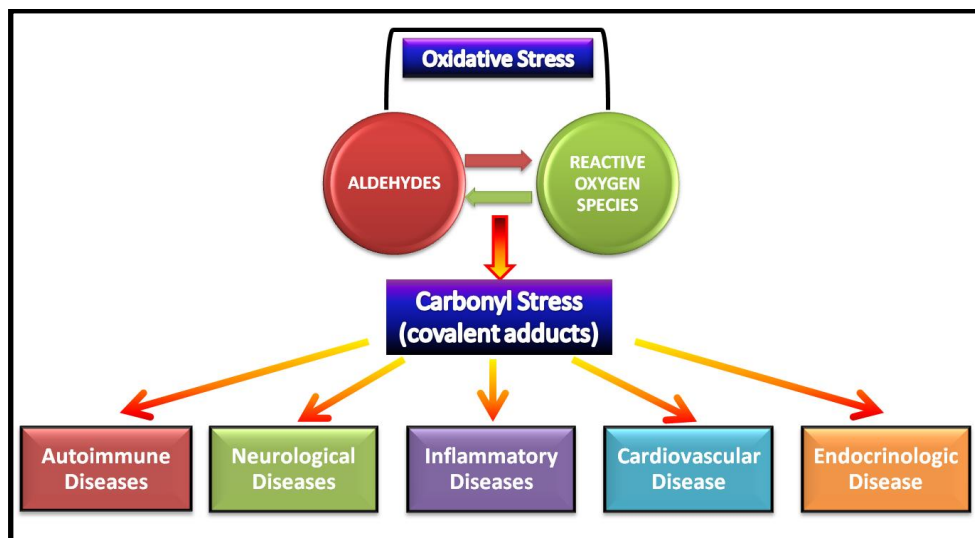 Oxidative Stress
ALDEHYDES
REACTIVE
OXYGEN
SPECIES
Carbonyl Stress
(covalent adducts)
Autoimmune
Diseases
Neurological
Diseases
Inflammatory
Diseases
Cardiovascular
Disease
Endocrinologic
Disease